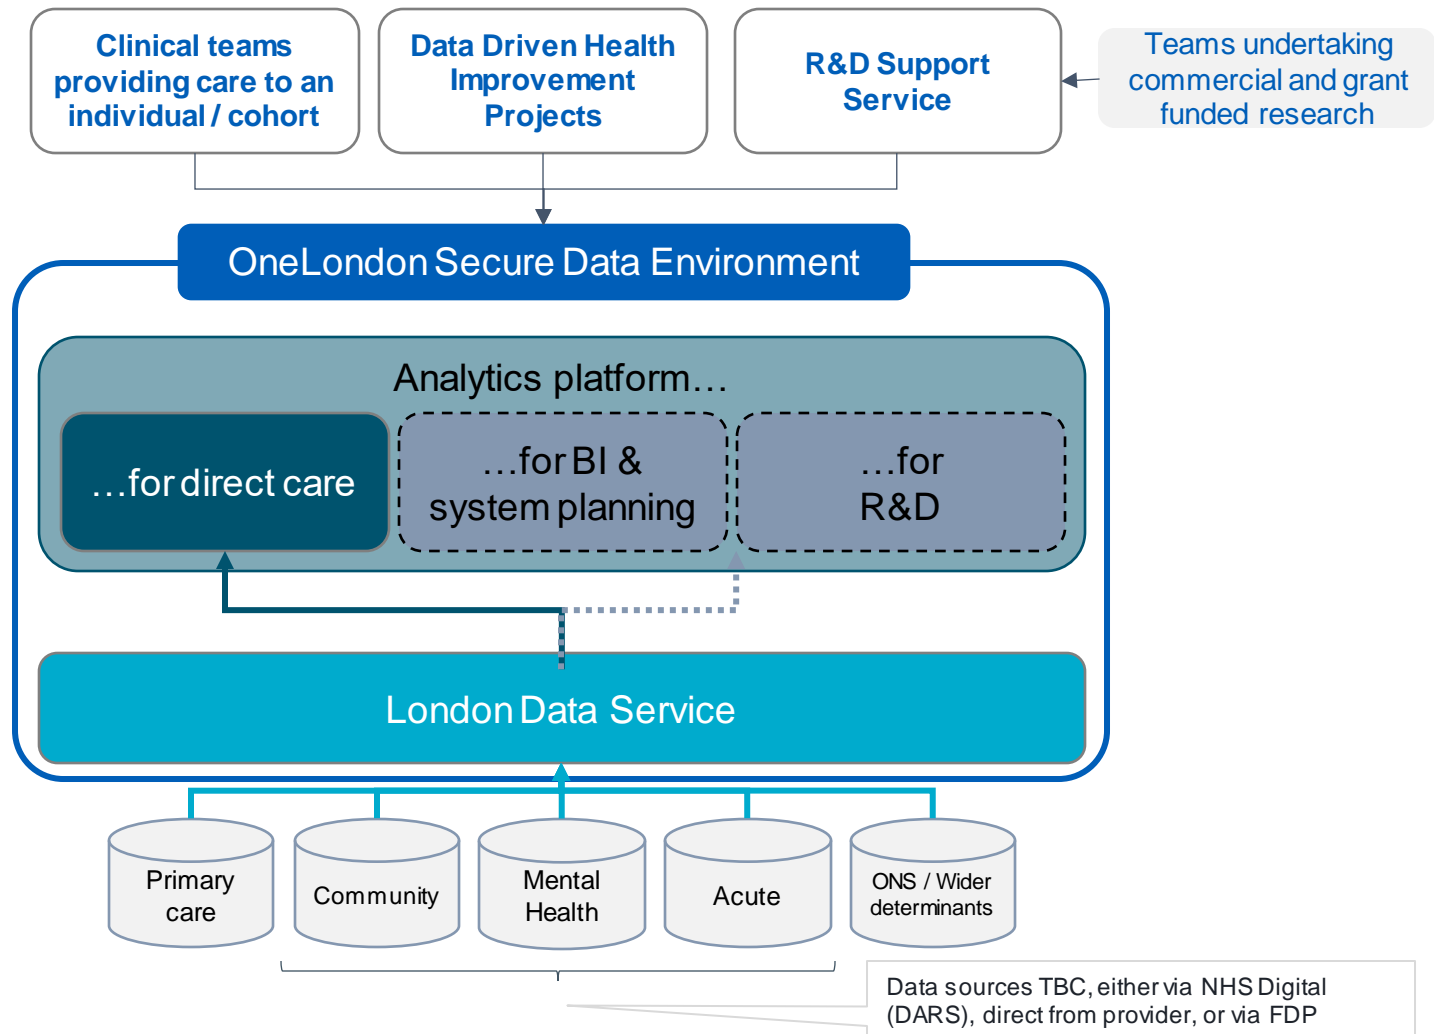 Clinical teams
providing care to an
individual / cohort
Data Driven Health
Improvement
Projects
R&D Support
Service
Teams undertaking
commercial and grant
funded research
OneLondon Secure Data Environment
Analytics platform…
…for direct care
…for BI &
system planning
…for
R&D
London Data Service
Primary
care
Community
Mental
Health
Acute
ONS / Wider
determinants
Data sources TBC, either via NHS Digital
(DARS), direct from provider, or via FDP